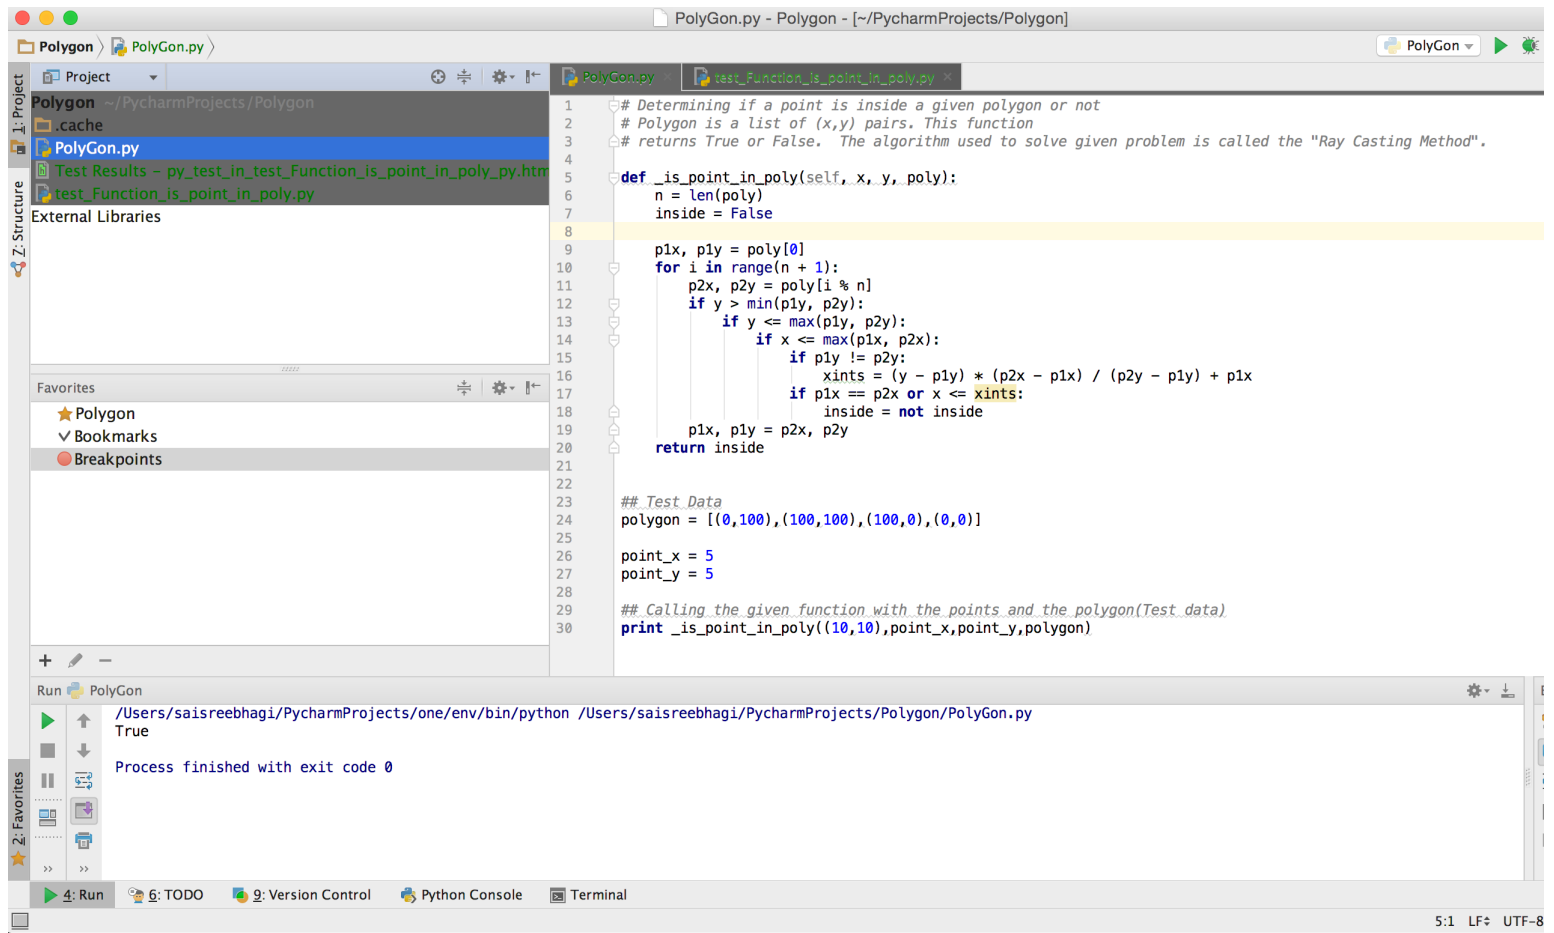 PolyGon.py - Polygon - [~/PycharmProjects/Polygon]
Polygon
PolyGon.py
PolyGon
1: Project
Z: Structure
2: Favorites
Project
Polygon ~/PycharmProjects/Polygon
.cache
PolyGon.py
Test Results - py_test_in_test_Function_is_point_in_poly_py.htm
test_Function_is_point_in_poly.py
External Libraries
Favorites
Polygon
Bookmarks
Breakpoints
PolyGon.py
test_Function_is_point_in_poly.py
1 # Determining if a point is inside a given polygon or not
2 # Polygon is a list of (x,y) pairs. This function
3 # returns True or False.  The algorithm used to solve given problem is called the "Ray Casting Method".
4
5 def _is_point_in_poly(self, x, y, poly):
6     n = len(poly)
7     inside = False
8
9     p1x, p1y = poly[0]
10     for i in range(n + 1):
11         p2x, p2y = poly[i % n]
12         if y > min(p1y, p2y):
13             if y <= max(p1y, p2y):
14                 if x <= max(p1x, p2x):
15                     if p1y != p2y:
16                         xints = (y - p1y) * (p2x - p1x) / (p2y - p1y) + p1x
17                     if p1x == p2x or x <= xints:
18                         inside = not inside
19         p1x, p1y = p2x, p2y
20     return inside
21
22
23 ## Test Data
24 polygon = [(0,100),(100,100),(100,0),(0,0)]
25
26 point_x = 5
27 point_y = 5
28
29 ## Calling the given function with the points and the polygon(Test data)
30 print _is_point_in_poly((10,10),point_x,point_y,polygon)
Run PolyGon
/Users/saisreebhagi/PycharmProjects/one/env/bin/python /Users/saisreebhagi/PycharmProjects/Polygon/PolyGon.py
True
Process finished with exit code 0
4: Run
6: TODO
9: Version Control
Python Console
Terminal
5:1 LF UTF-8